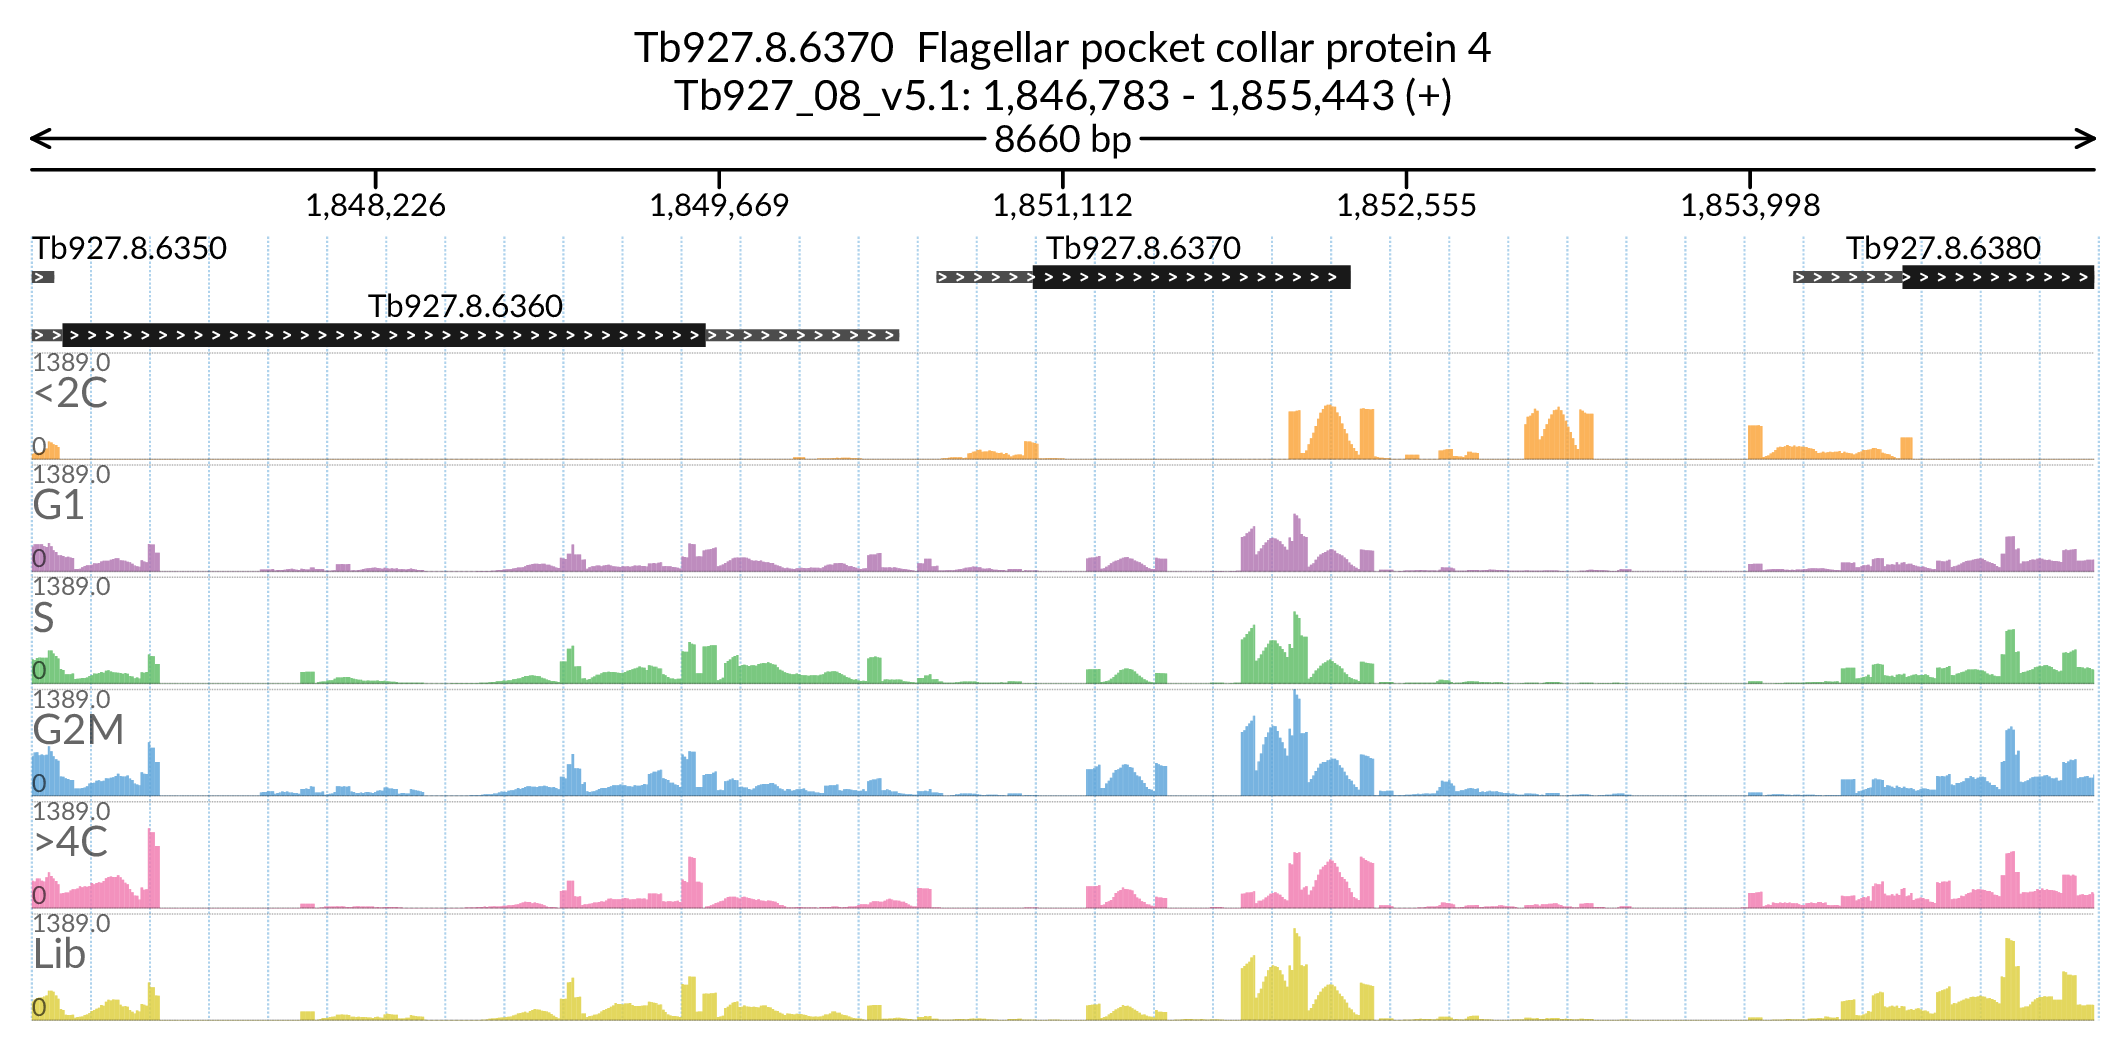 Tb927.8.6370 Flagellar pocket collar protein 4
Tb927_08_v5.1: 1,846,783 - 1,855,443 (+)
8660 bp
1,848,226 1,849,669 1,851,112 1,852,555 1,853,998
Tb927.8.6350 Tb927.8.6370 Tb927.8.6380
Tb927.8.6360
1389.0
<2C
0
1389.0
G1
0
1389.0
S
0
1389.0
G2M
0
1389.0
>4C
0
1389.0
Lib
0